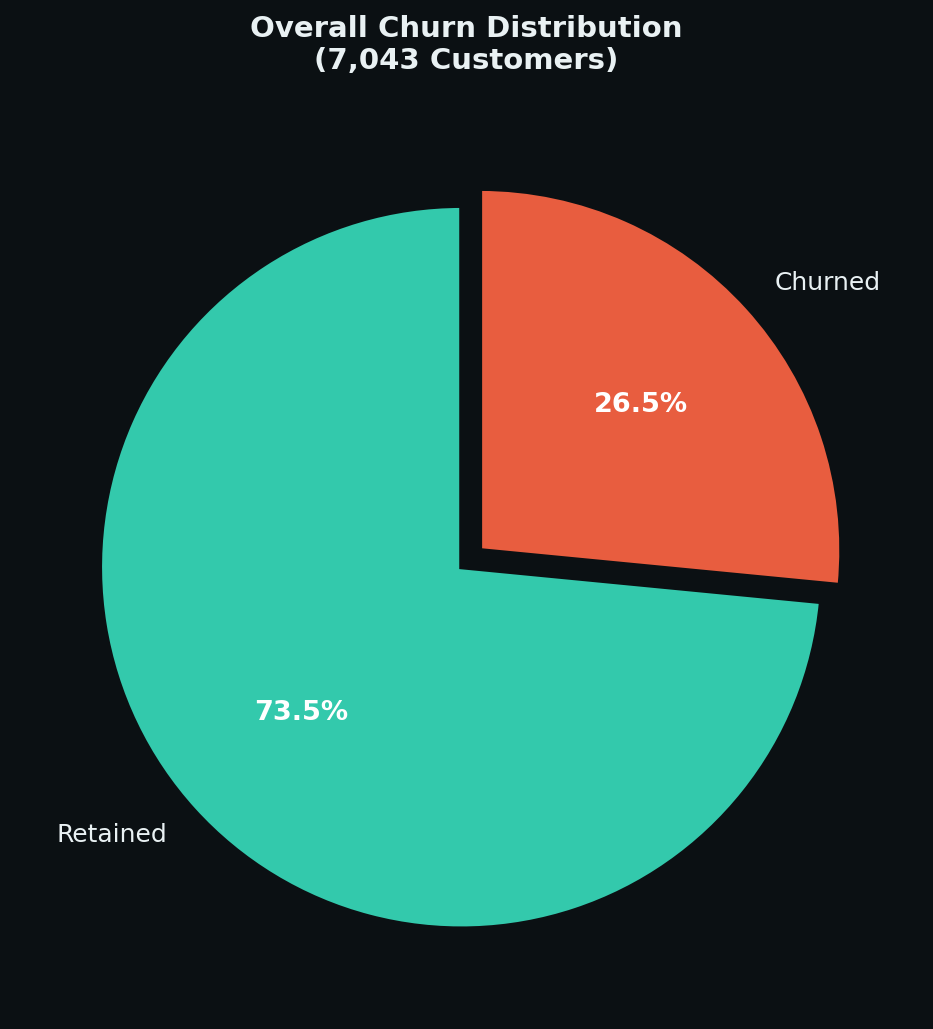 Overall Churn Distribution
(7,043 Customers)
Churned
26.5%
73.5%
Retained